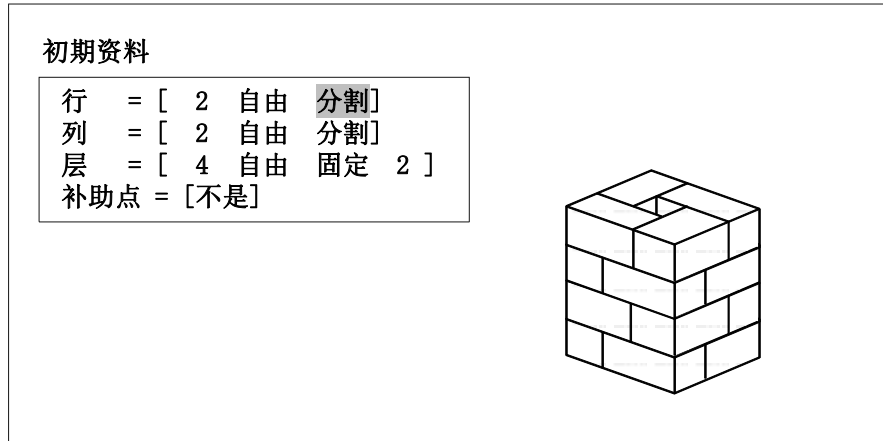 初期资料
行 = [ 2 自由 分割]
列 = [ 2 自由 分割]
层 = [ 4 自由 固定 2 ]
补助点 = [不是]